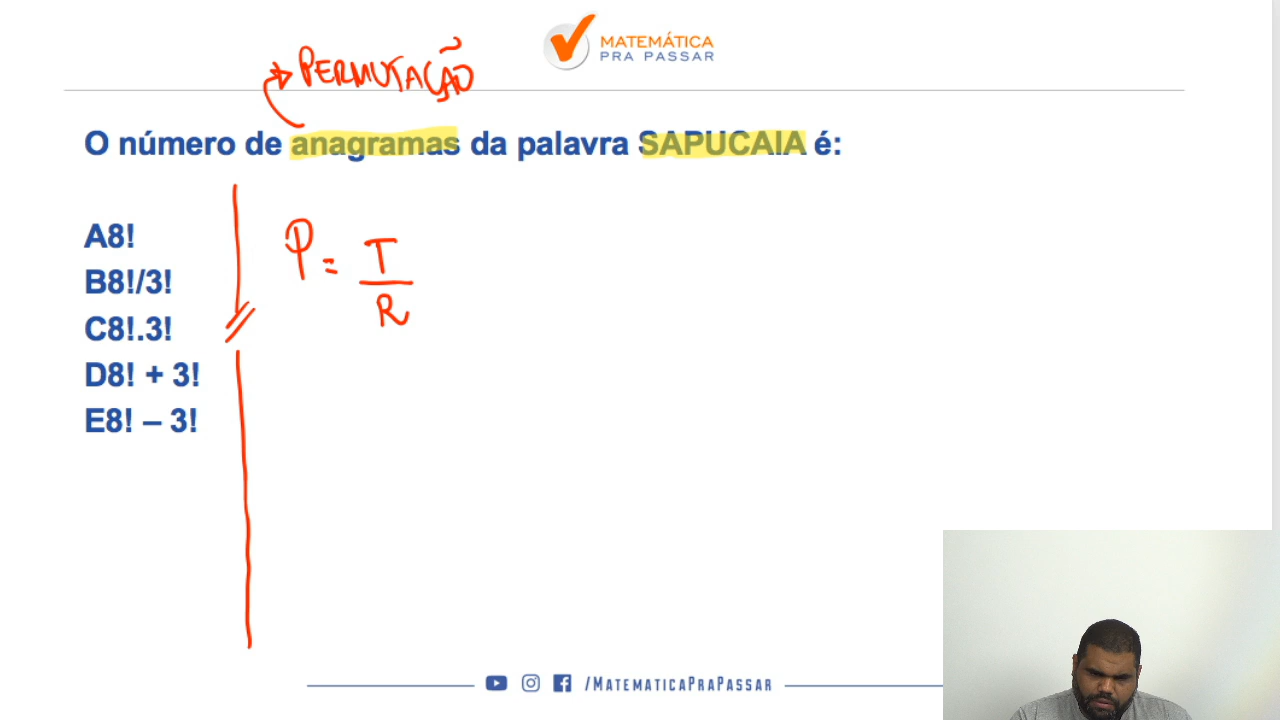 MATEMÁTICA
PRA PASSAR
PERMUTAÇÃO
O número de anagramas da palavra SAPUCAIA é:
A8!
B8!/3!
C8!.3!
D8! + 3!
E8! – 3!
P = T
R
/MATEMATICAPRAPASSAR